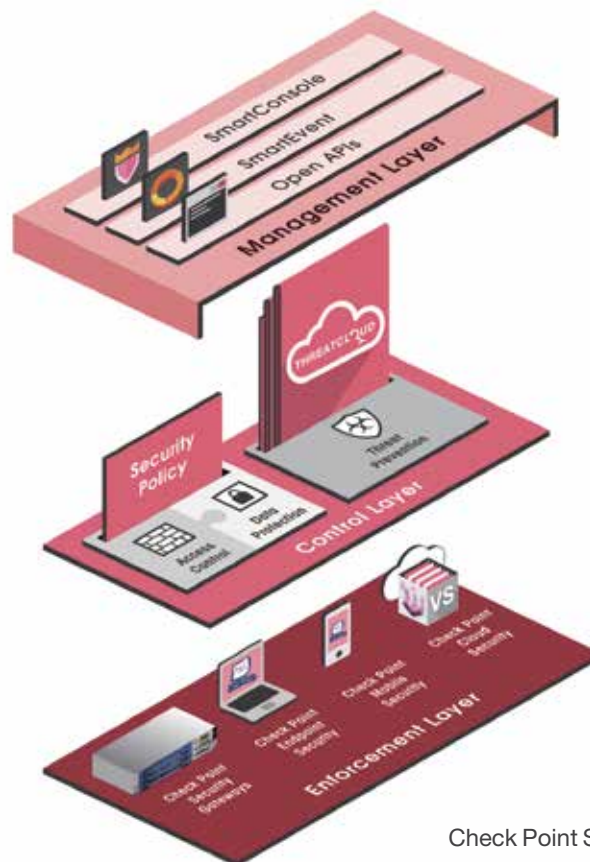 SmartConsole
SmartEvent
Open APIs
Management Layer
THREATCLOUD
Security
Policy
Threat
Prevention
Data
Protection
Access
Control
Control Layer
VS
Check Point
Cloud
Security
Check Point
Mobile
Security
Check Point
Endpoint
Security
Check Point
Security
Gateways
Enforcement Layer
Check Point S